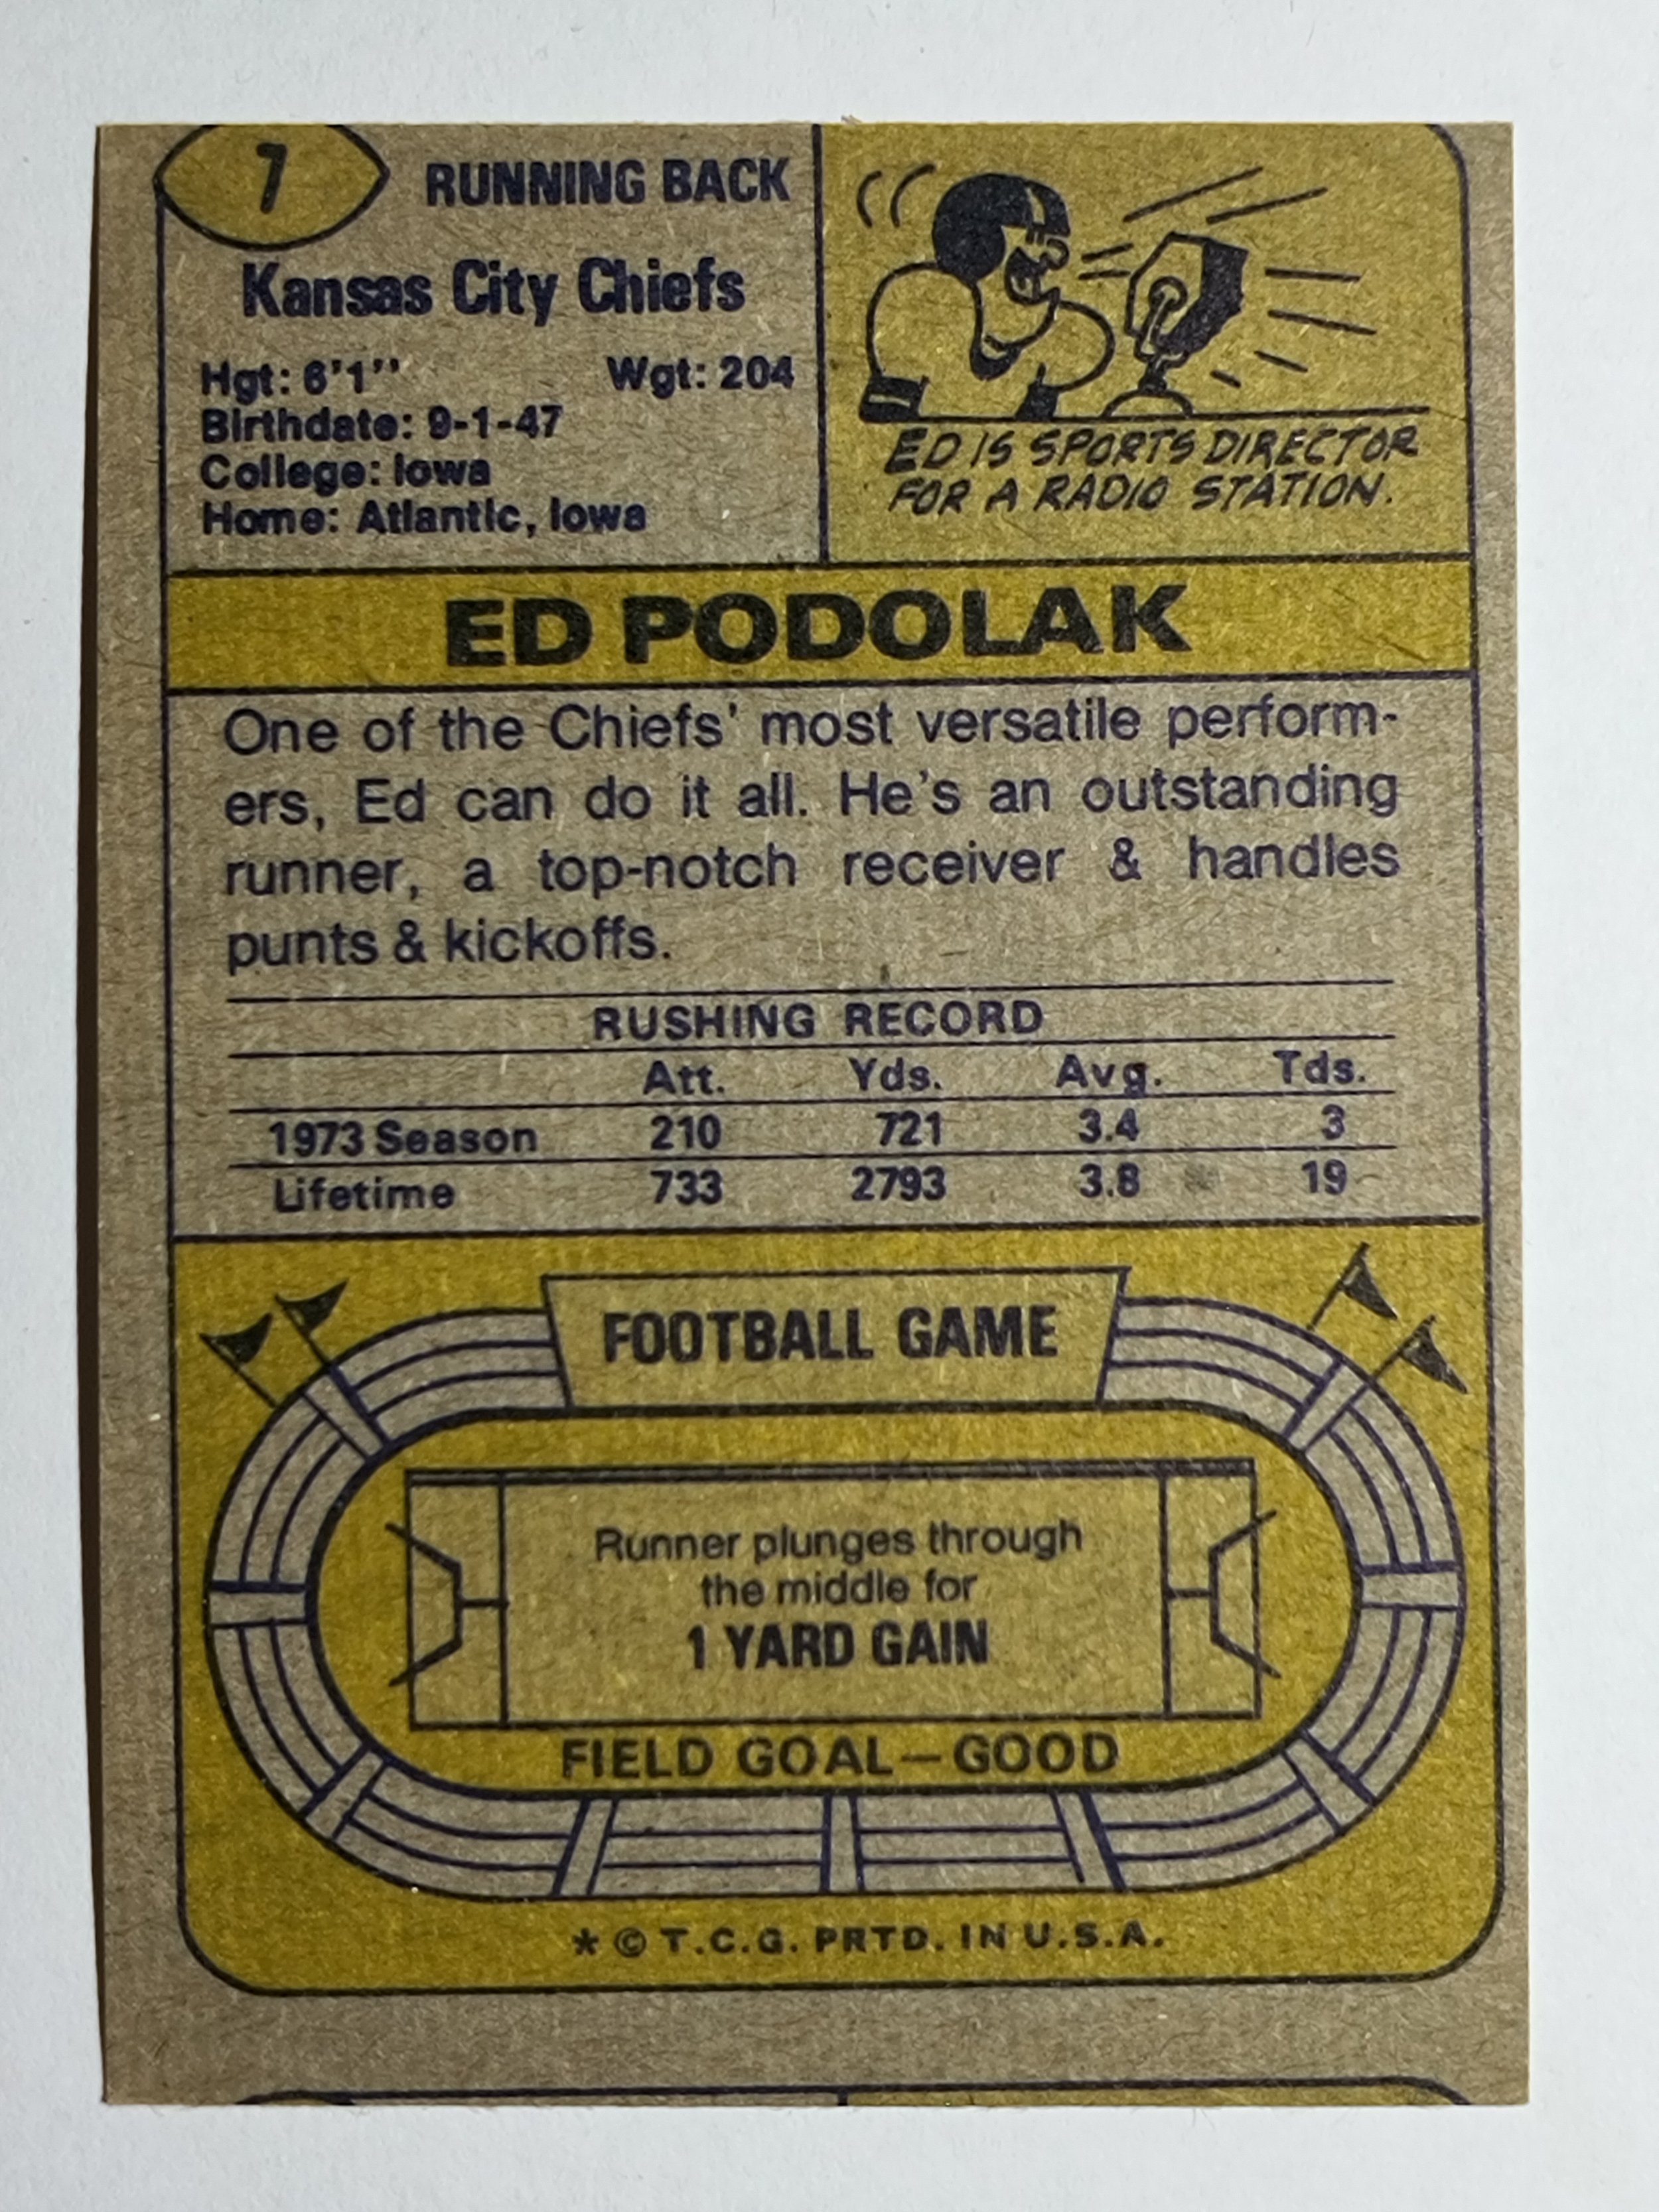 7
RUNNING BACK
Kansas City Chiefs
Hgt: 6'1'' Wgt: 204
Birthdate: 9-1-47
College: Iowa
Home: Atlantic, Iowa
ED IS SPORTS DIRECTOR
FOR A RADIO STATION.
ED PODOLAK
One of the Chiefs' most versatile perform-
ers, Ed can do it all. He's an outstanding
runner, a top-notch receiver & handles
punts & kickoffs.
RUSHING RECORD
Att. Yds. Avg. Tds.
1973 Season 210 721 3.4 3
Lifetime 733 2793 3.8 19
FOOTBALL GAME
Runner plunges through
the middle for
1 YARD GAIN
FIELD GOAL—GOOD
* © T.C.G. PRTD. IN U.S.A.